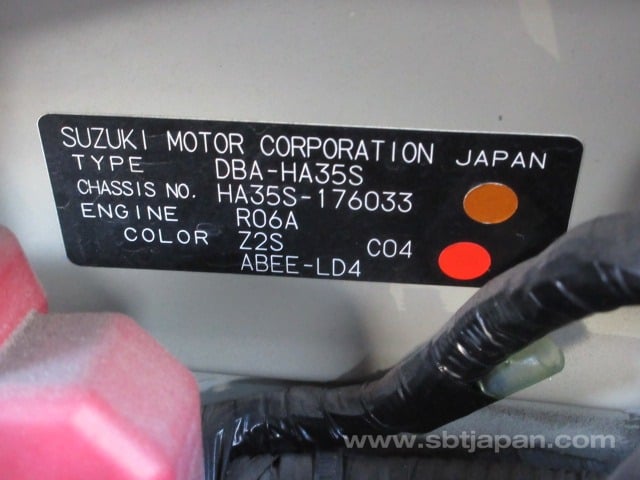 SUZUKI MOTOR CORPORATION JAPAN
TYPE DBA-HA35S
CHASSIS NO. HA35S-176033
ENGINE R06A
COLOR Z2S C04
ABEE-LD4
www.sbtjapan.com